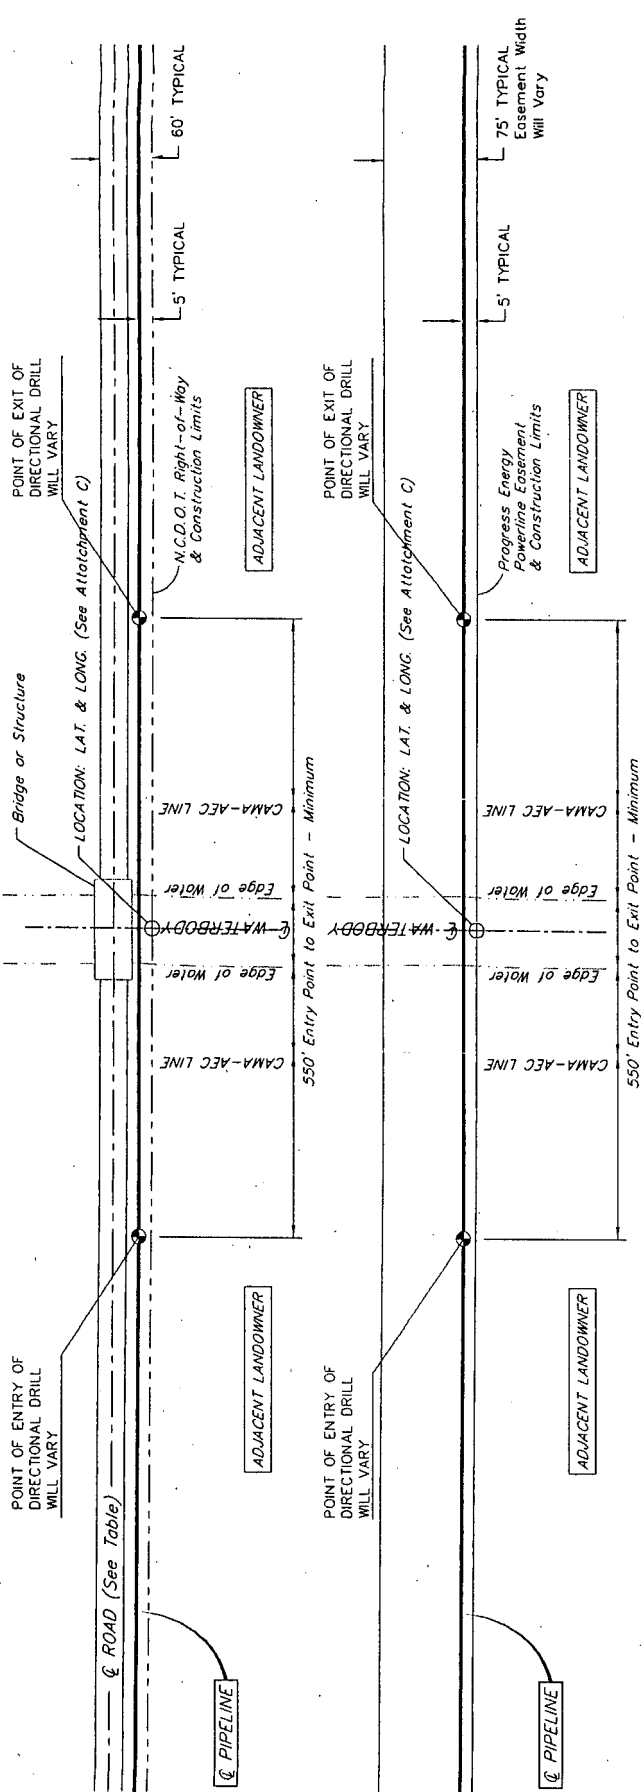 Bridge or Structure
POINT OF ENTRY OF
DIRECTIONAL DRILL
WILL VARY
LOCATION: LAT. & LONG. (See Attatchment C)
POINT OF EXIT OF
DIRECTIONAL DRILL
WILL VARY
℄ ROAD (See Table)
60' TYPICAL
5' TYPICAL
N.C.D.O.T. Right-of-Way
& Construction Limits
CAMA-AEC LINE
Edge of Water
℄ WATERBODY
Edge of Water
CAMA-AEC LINE
℄ PIPELINE
ADJACENT LANDOWNER
ADJACENT LANDOWNER
550' Entry Point to Exit Point - Minimum
POINT OF ENTRY OF
DIRECTIONAL DRILL
WILL VARY
LOCATION: LAT. & LONG. (See Attatchment C)
POINT OF EXIT OF
DIRECTIONAL DRILL
WILL VARY
75' TYPICAL
Easement Width
Will Vary
5' TYPICAL
Progress Energy
Powerline Easement
& Construction Limits
CAMA-AEC LINE
Edge of Water
℄ WATERBODY
Edge of Water
CAMA-AEC LINE
℄ PIPELINE
ADJACENT LANDOWNER
ADJACENT LANDOWNER
550' Entry Point to Exit Point - Minimum